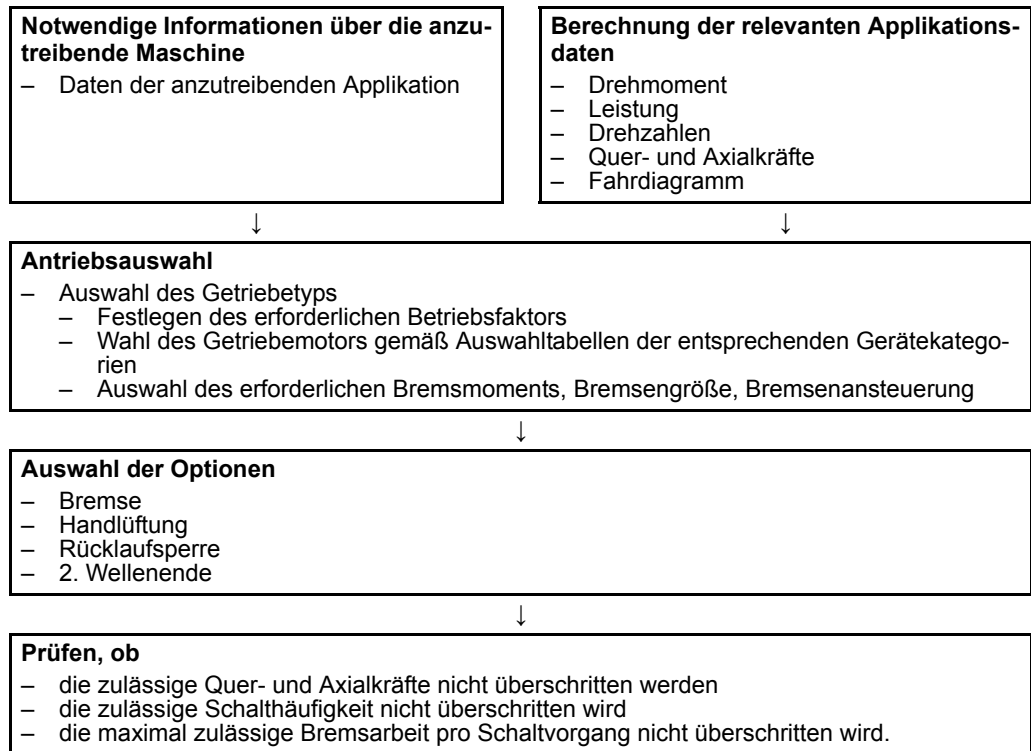 Notwendige Informationen über die anzu-
treibende Maschine
– Daten der anzutreibenden Applikation
Berechnung der relevanten Applikations-
daten
– Drehmoment
– Leistung
– Drehzahlen
– Quer- und Axialkräfte
– Fahrdiagramm
↓ ↓
Antriebsauswahl
– Auswahl des Getriebetyps
– Festlegen des erforderlichen Betriebsfaktors
– Wahl des Getriebemotors gemäß Auswahltabellen der entsprechenden Gerätekatego-
rien
– Auswahl des erforderlichen Bremsmoments, Bremsengröße, Bremsenansteuerung
↓
Auswahl der Optionen
– Bremse
– Handlüftung
– Rücklaufsperre
– 2. Wellenende
↓
Prüfen, ob
– die zulässige Quer- und Axialkräfte nicht überschritten werden
– die zulässige Schalthäufigkeit nicht überschritten wird
– die maximal zulässige Bremsarbeit pro Schaltvorgang nicht überschritten wird.